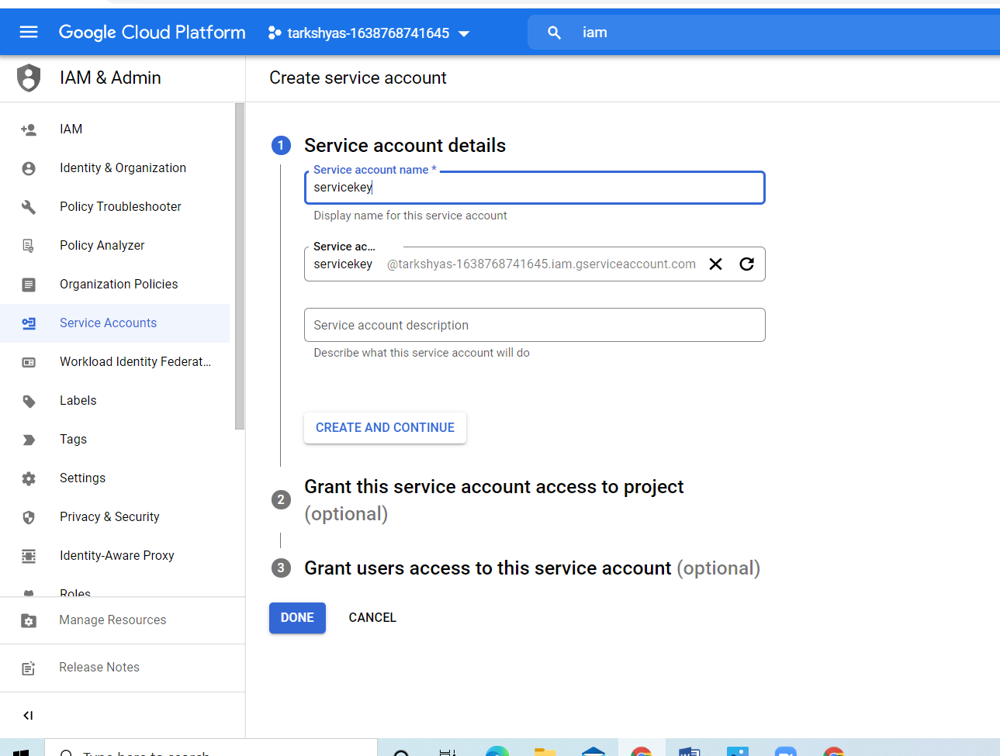 Google Cloud Platform
tarkshyas-1638768741645
iam
IAM & Admin
Create service account
IAM
Identity & Organization
Policy Troubleshooter
Policy Analyzer
Organization Policies
Service Accounts
Workload Identity Federat...
Labels
Tags
Settings
Privacy & Security
Identity-Aware Proxy
Roles
Manage Resources
Release Notes
1 Service account details
Service account name *
servicekey
Display name for this service account
Service ac...
servicekey @tarkshyas-1638768741645.iam.gserviceaccount.com
Service account description
Describe what this service account will do
CREATE AND CONTINUE
2 Grant this service account access to project
(optional)
3 Grant users access to this service account (optional)
DONE CANCEL
Type here to search